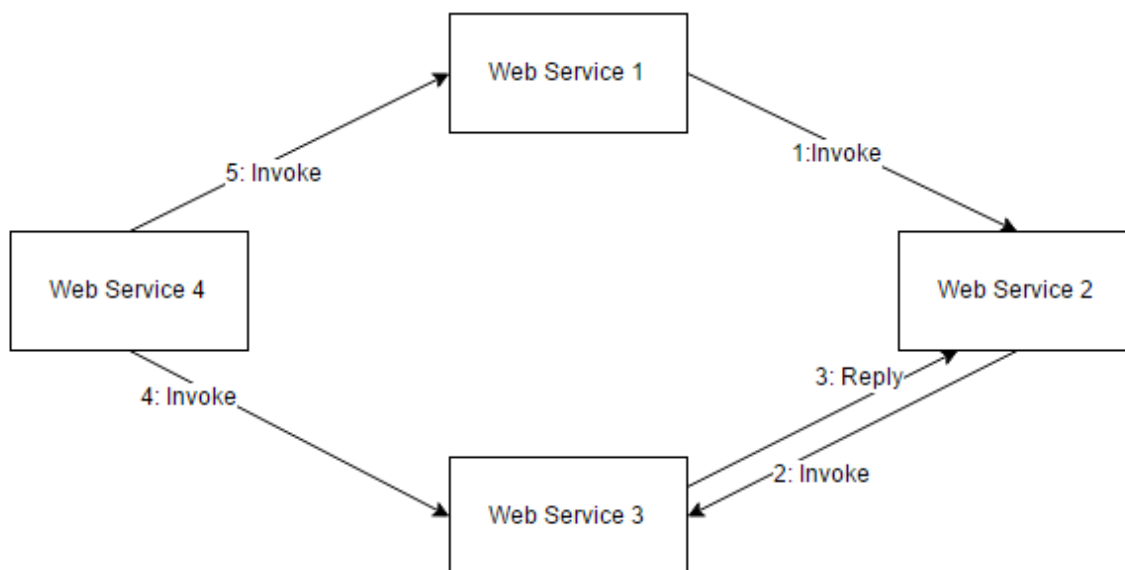 Web Service 1
1:Invoke
5: Invoke
Web Service 4
Web Service 2
3: Reply
4: Invoke
2: Invoke
Web Service 3